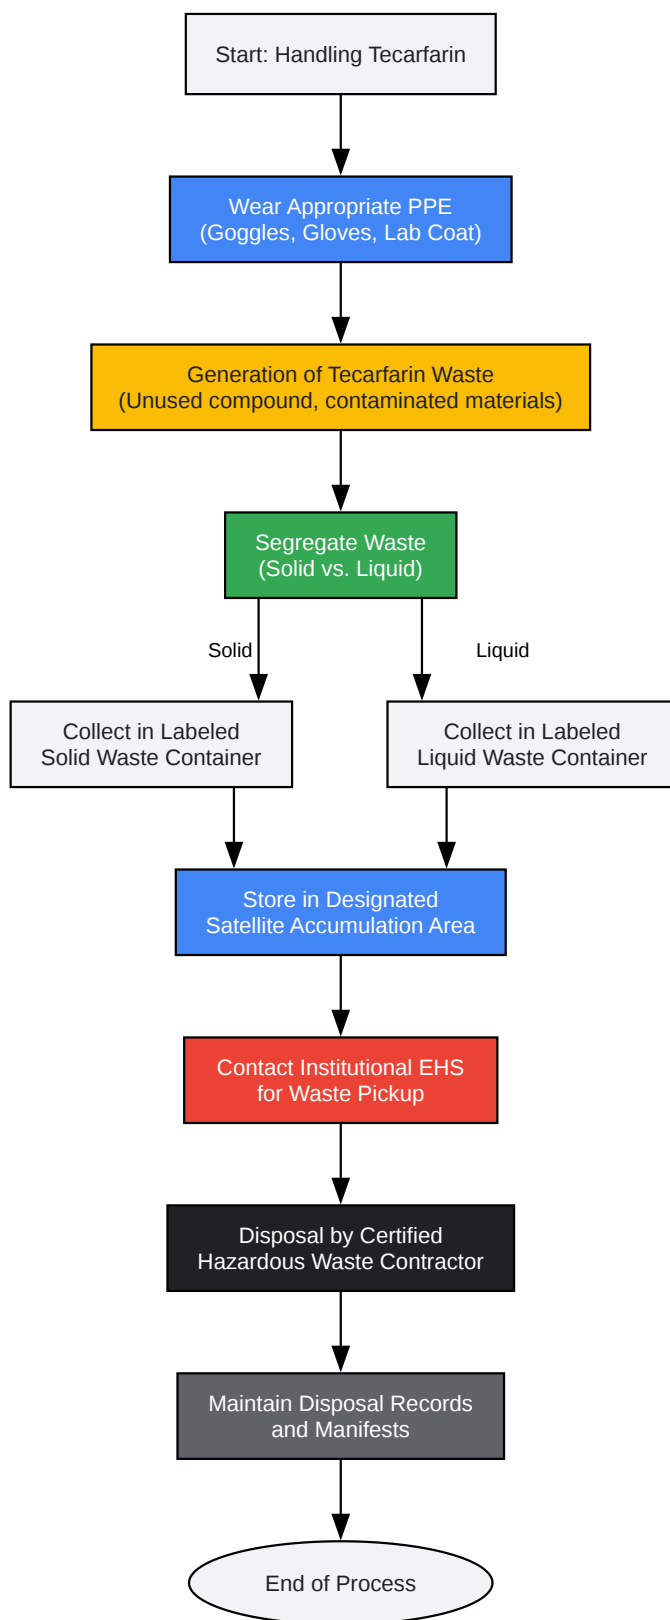 Start: Handling Tecarfarin
Wear Appropriate PPE
(Goggles, Gloves, Lab Coat)
Generation of Tecarfarin Waste
(Unused compound, contaminated materials)
Segregate Waste
(Solid vs. Liquid)
Solid
Liquid
Collect in Labeled
Solid Waste Container
Collect in Labeled
Liquid Waste Container
Store in Designated
Satellite Accumulation Area
Contact Institutional EHS
for Waste Pickup
Disposal by Certified
Hazardous Waste Contractor
Maintain Disposal Records
and Manifests
End of Process